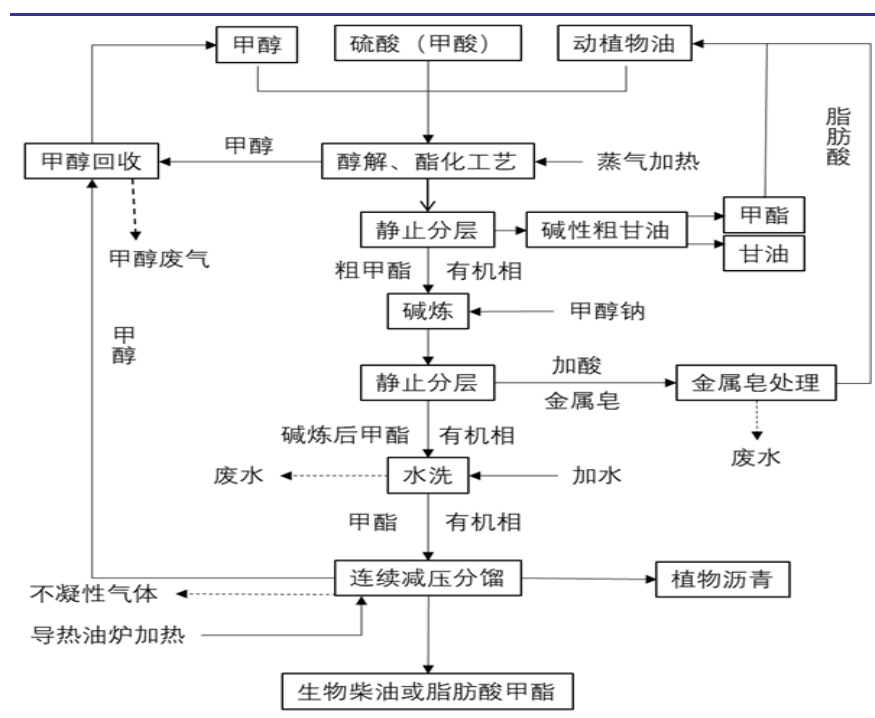 甲醇
硫酸（甲酸）
动植物油
脂肪酸
甲醇回收
甲醇
醇解、酯化工艺
蒸气加热
甲醇废气
静止分层
碱性粗甘油
甲酯
甘油
粗甲酯
有机相
碱炼
甲醇钠
甲醇
静止分层
加酸
金属皂
金属皂处理
碱炼后甲酯
有机相
废水
废水
水洗
加水
甲酯
有机相
连续减压分馏
植物沥青
不凝性气体
导热油炉加热
生物柴油或脂肪酸甲酯